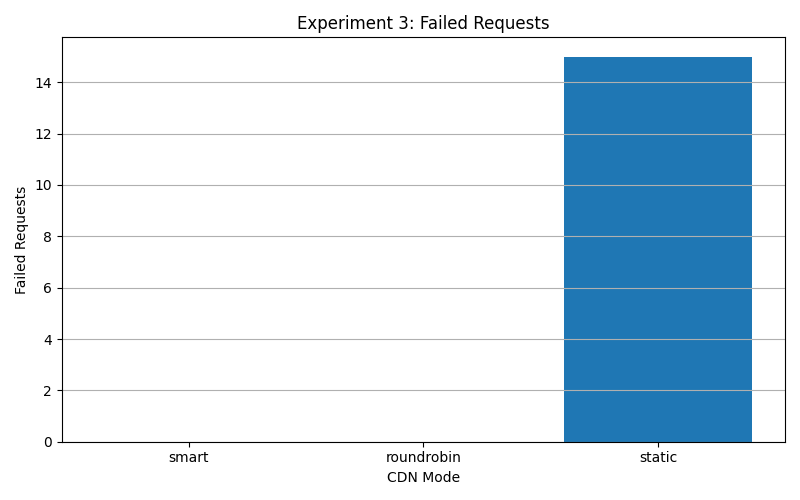 Experiment 3: Failed Requests
Failed Requests
14
12
10
8
6
4
2
0
smart roundrobin static
CDN Mode